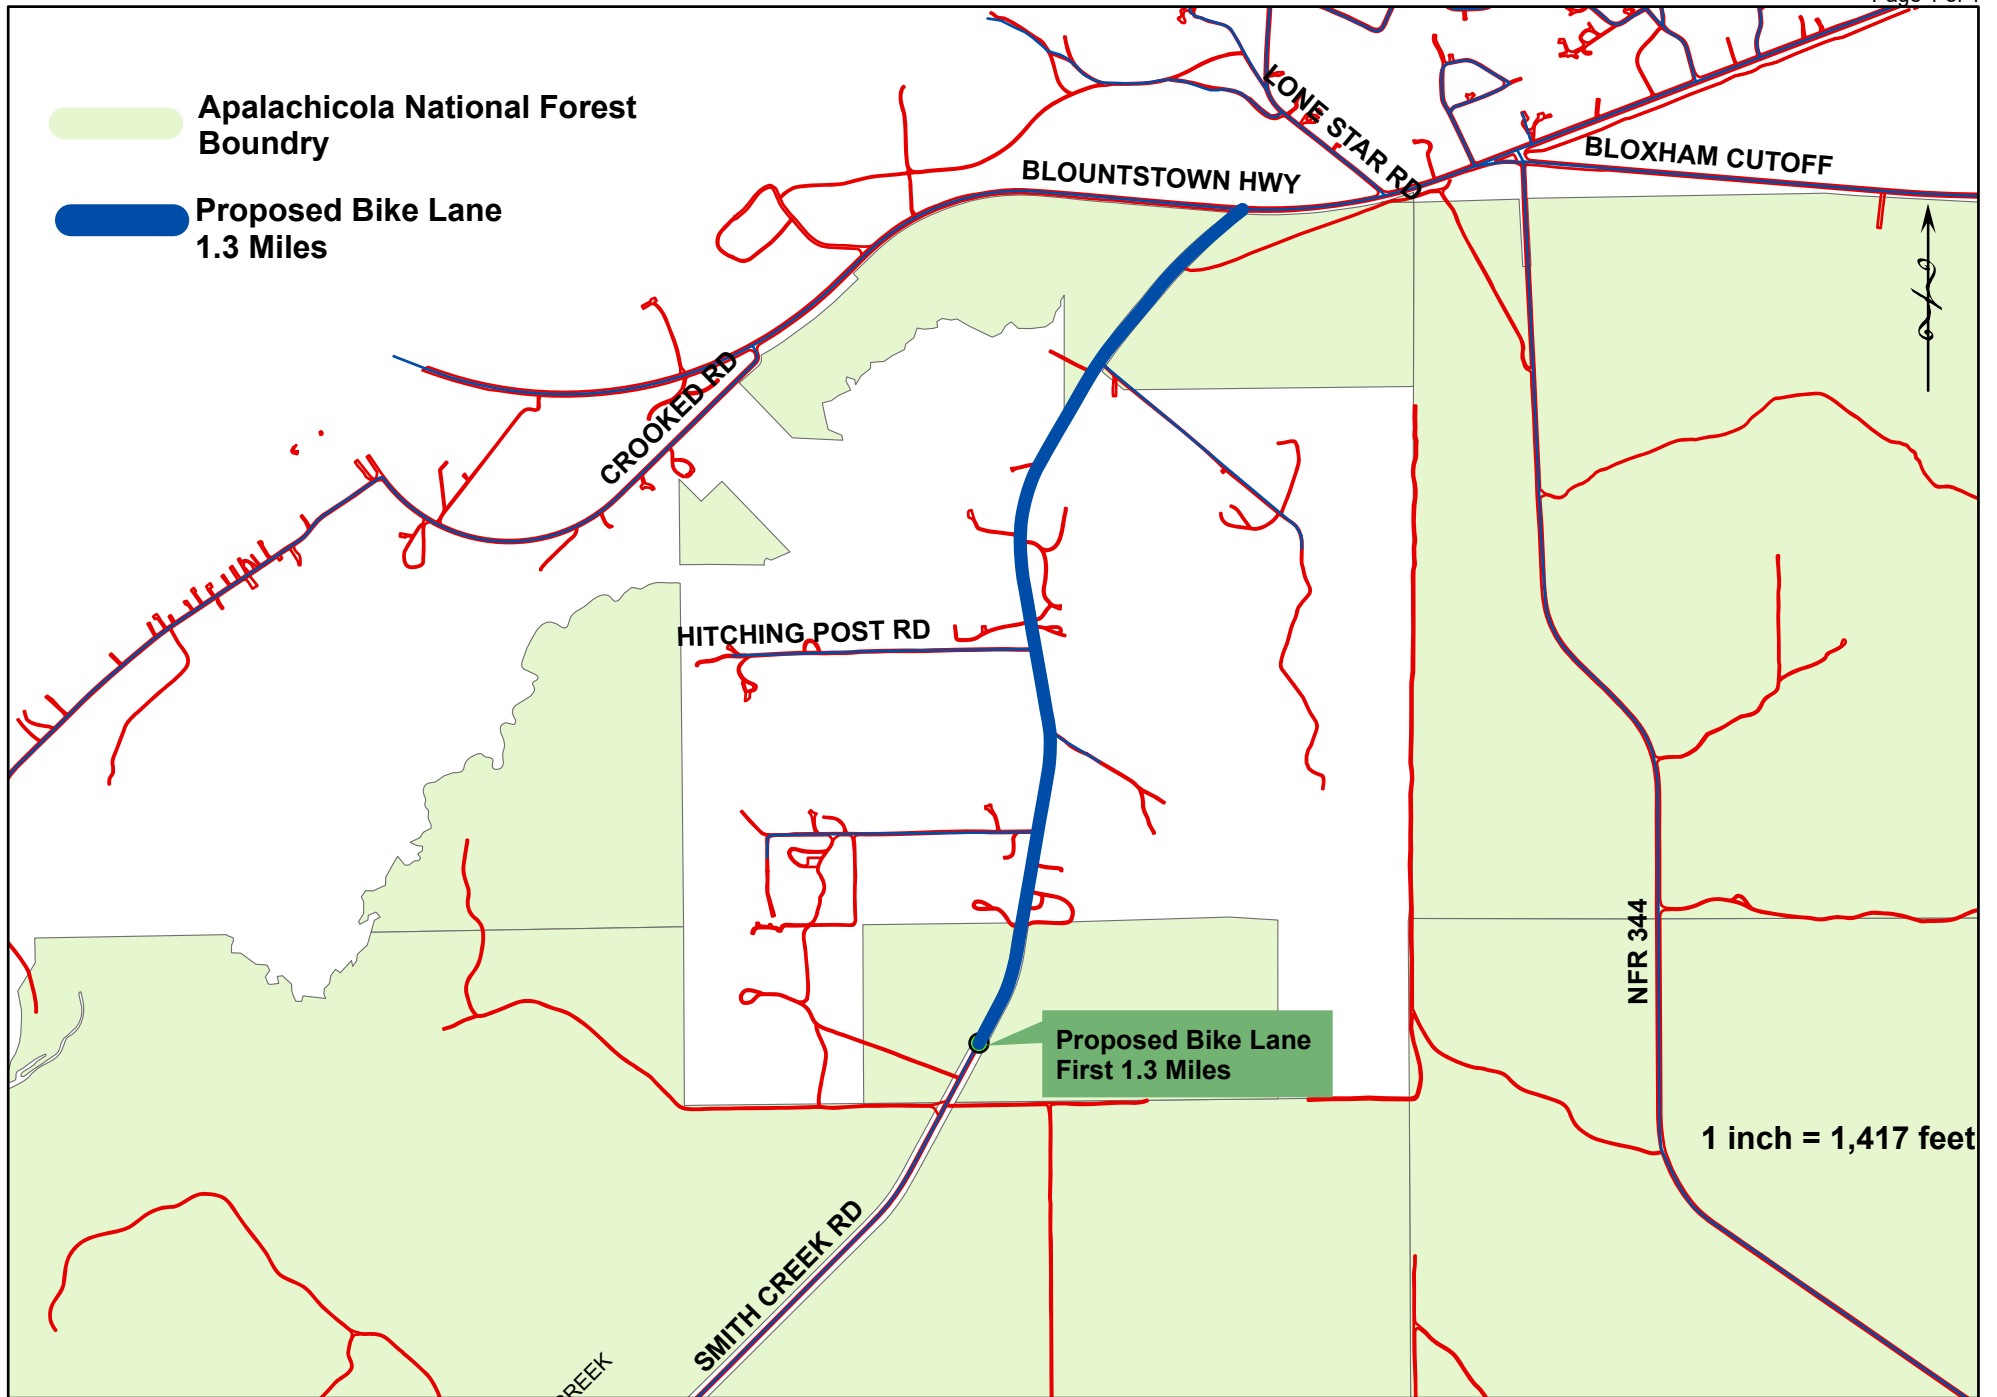 Apalachicola National Forest
Boundry
Proposed Bike Lane
1.3 Miles
LONE STAR RD
BLOUNTSTOWN HWY
BLOXHAM CUTOFF
CROOKED RD
HITCHING POST RD
NFR 344
Proposed Bike Lane
First 1.3 Miles
1 inch = 1,417 feet
SMITH CREEK RD